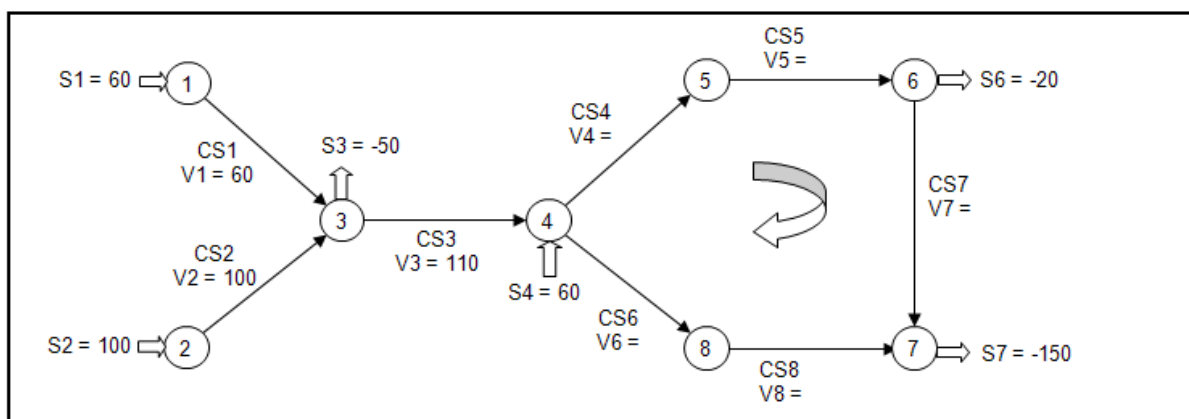 CS5
V5 =
S1 = 60
1
5
6
S6 = -20
CS4
V4 =
CS1
V1 = 60
S3 = -50
CS7
V7 =
3
4
CS2
V2 = 100
CS3
V3 = 110
S4 = 60
CS6
V6 =
S2 = 100
2
8
7
S7 = -150
CS8
V8 =